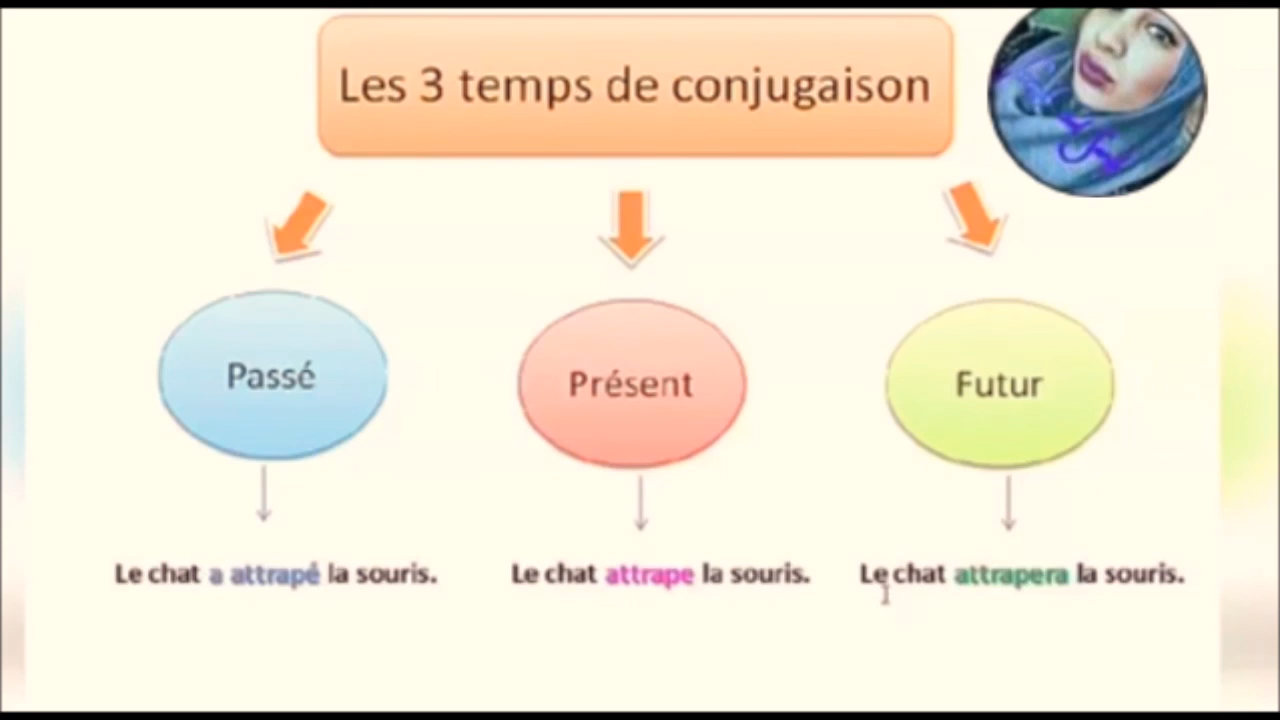 Les 3 temps de conjugaison
Passé
Présent
Futur
Le chat a attrapé la souris.
Le chat attrape la souris.
Le chat attrapera la souris.